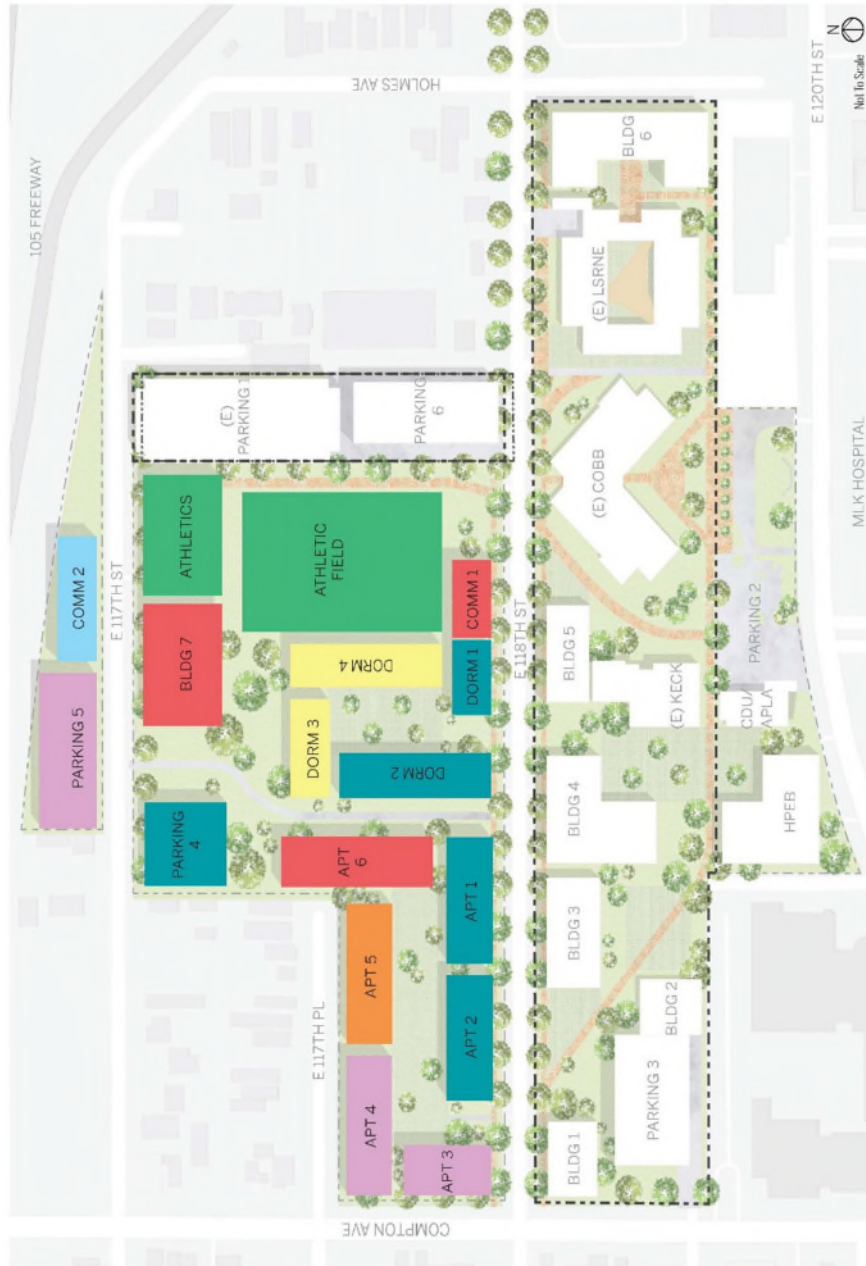 105 FREEWAY
PARKING 5
COMM 2
E 117TH ST
HOLMES AVE
COMPTON AVE
E 117TH PL
PARKING
4
BLDG 7
ATHLETICS
(E)
PARKING 1
PARKING
6
ATHLETIC
FIELD
DORM 3
DORM 4
DORM 2
DORM 1
COMM 1
APT
6
APT 5
APT 4
APT 3
APT 2
APT 1
E 118TH ST
BLDG 1
PARKING 3
BLDG 2
BLDG 3
BLDG 4
BLDG 5
(E) KECK
(E) COBB
(E) LSRNE
BLDG
6
HPEB
CDU/
APLA
PARKING 2
MLK HOSPITAL
E 120TH ST
N
Not To Scale